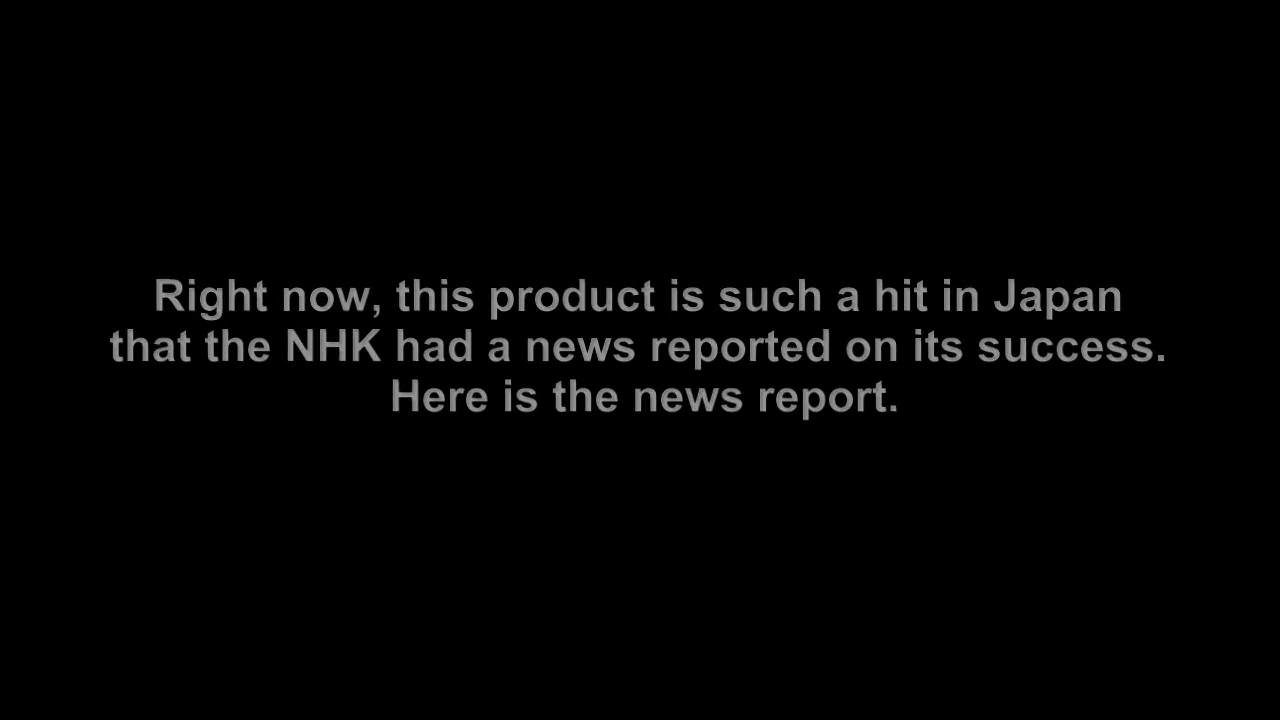 Right now, this product is such a hit in Japan
that the NHK had a news reported on its success.
Here is the news report.